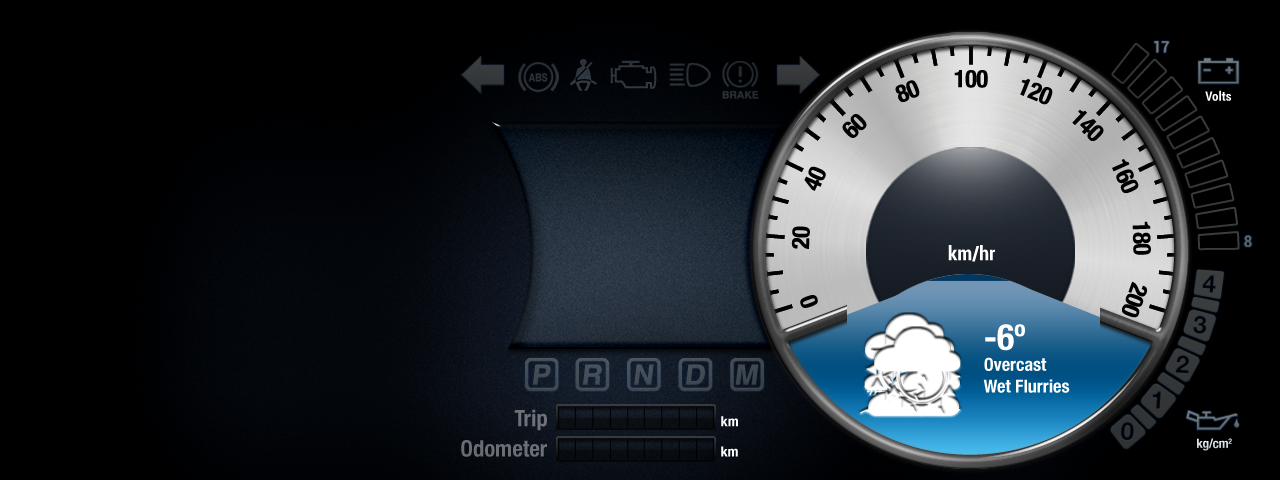 ABS
BRAKE
P R N D M
Trip km
Odometer km
0 20 40 60 80 100 120 140 160 180 200
km/hr
-6º
Overcast
Wet Flurries
17
Volts
8
4
3
2
1
0
kg/cm²